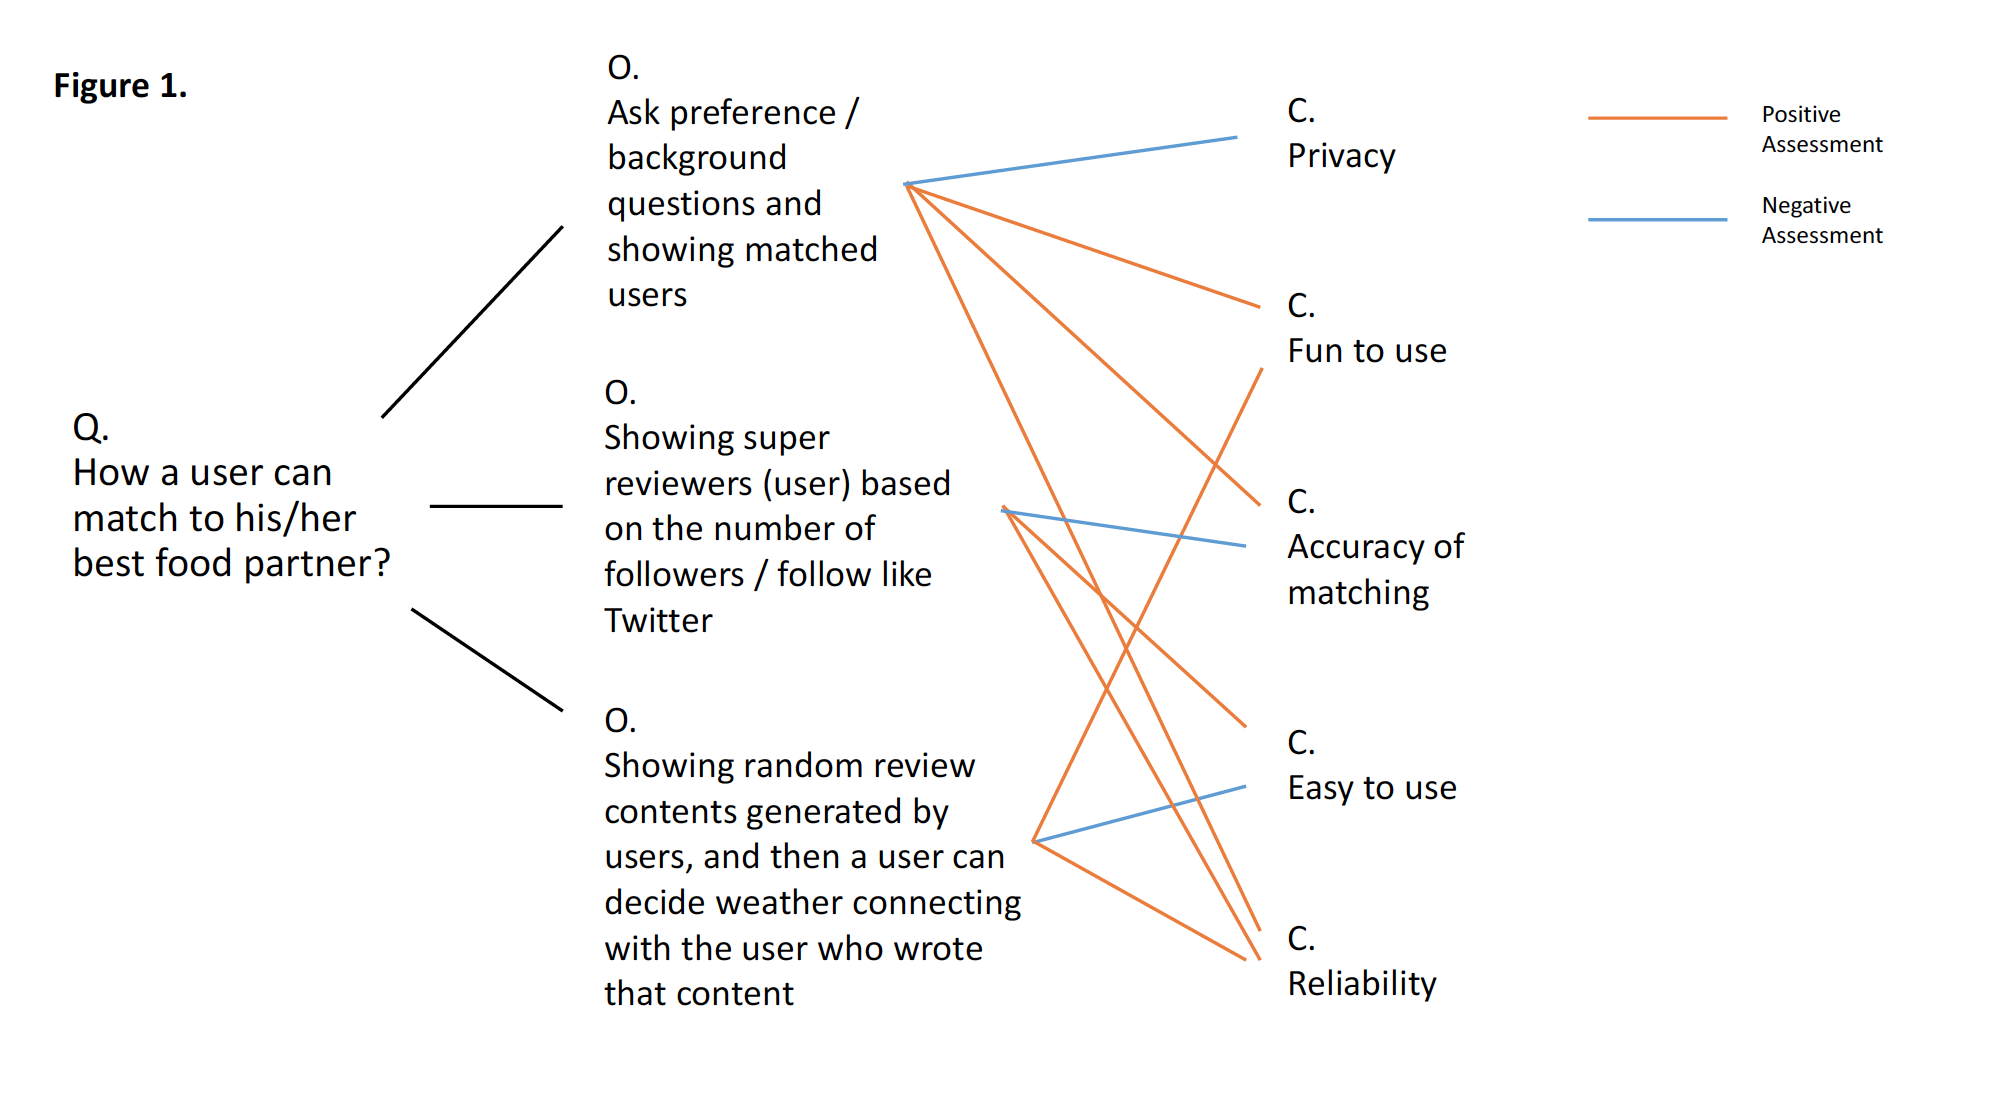 Figure 1.
Q.
How a user can
match to his/her
best food partner?
O.
Ask preference /
background
questions and
showing matched
users
O.
Showing super
reviewers (user) based
on the number of
followers / follow like
Twitter
O.
Showing random review
contents generated by
users, and then a user can
decide weather connecting
with the user who wrote
that content
C.
Privacy
C.
Fun to use
C.
Accuracy of
matching
C.
Easy to use
C.
Reliability
Positive
Assessment
Negative
Assessment